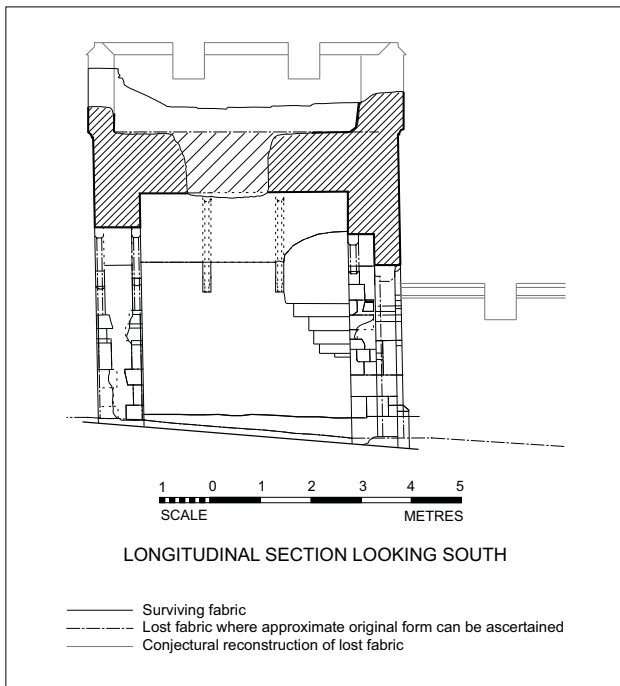 1 0 1 2 3 4 5
SCALE METRES
LONGITUDINAL SECTION LOOKING SOUTH
Surviving fabric
Lost fabric where approximate original form can be ascertained
Conjectural reconstruction of lost fabric